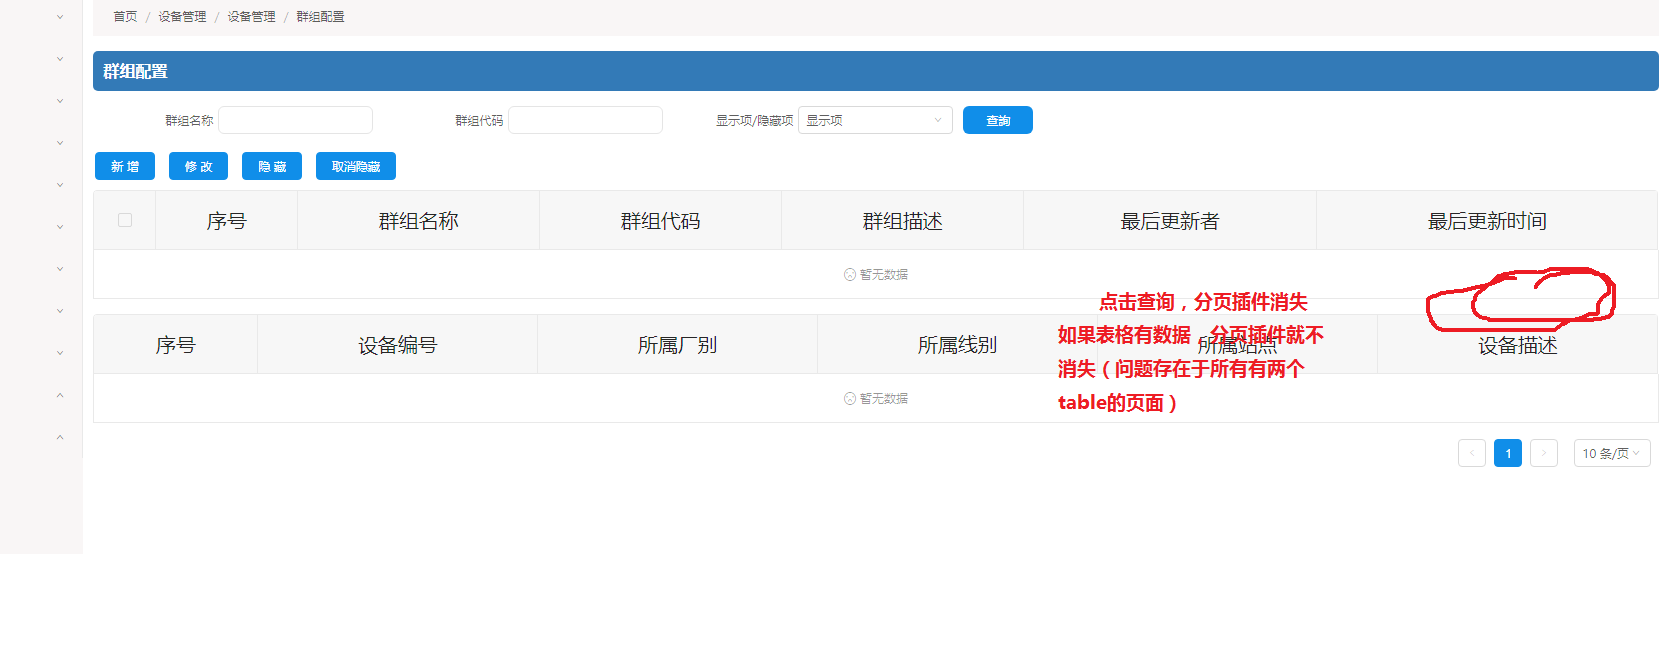 首页 / 设备管理 / 设备管理 / 群组配置
群组配置
群组名称 群组代码 显示项/隐藏项 显示项 查詢
新 增 修 改 隐 藏 取消隐藏
序号 群组名称 群组代码 群组描述 最后更新者 最后更新时间
暂无数据
点击查询，分页插件消失
如果表格有数据，分页插件就不
消失（问题存在于所有有两个
table的页面）
序号 设备编号 所属厂别 所属线别 所属站点 设备描述
暂无数据
< 1 > 10 条/页